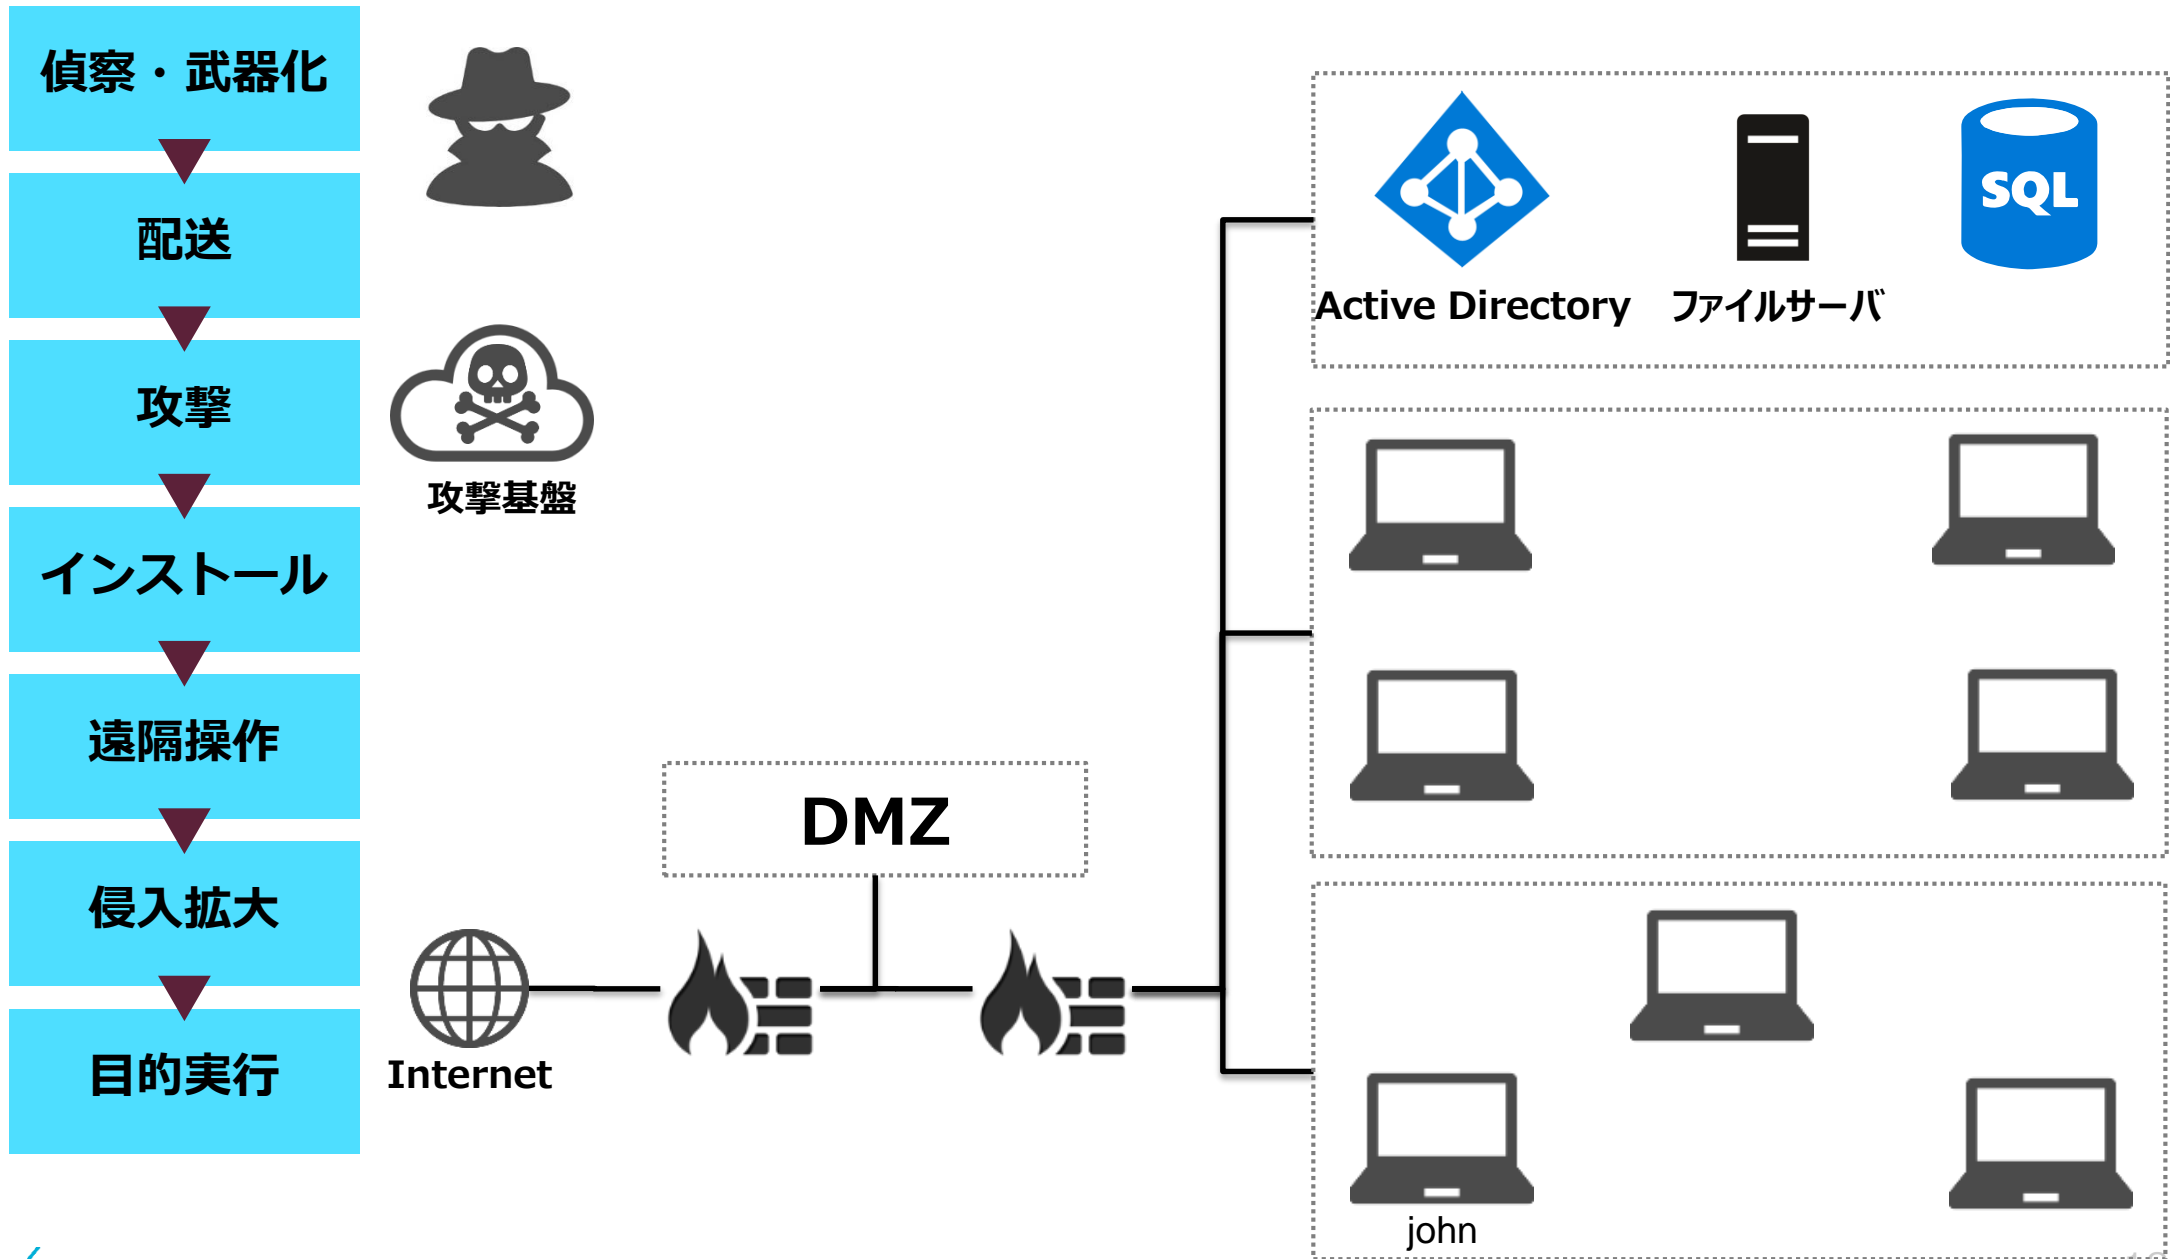 偵察・武器化
配送
攻撃
インストール
遠隔操作
侵入拡大
目的実行
攻撃基盤
Internet
DMZ
Active Directory
ファイルサーバ
SQL
john